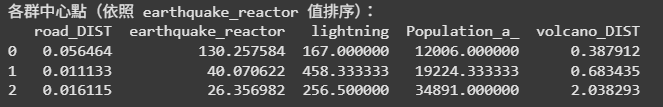 各群中心點（依照 earthquake_reactor 值排序）：
road_DIST earthquake_reactor lightning Population_a_ volcano_DIST
0 0.056464 130.257584 167.000000 12006.000000 0.387912
1 0.011133 40.070622 458.333333 19224.333333 0.683435
2 0.016115 26.356982 256.500000 34891.000000 2.038293